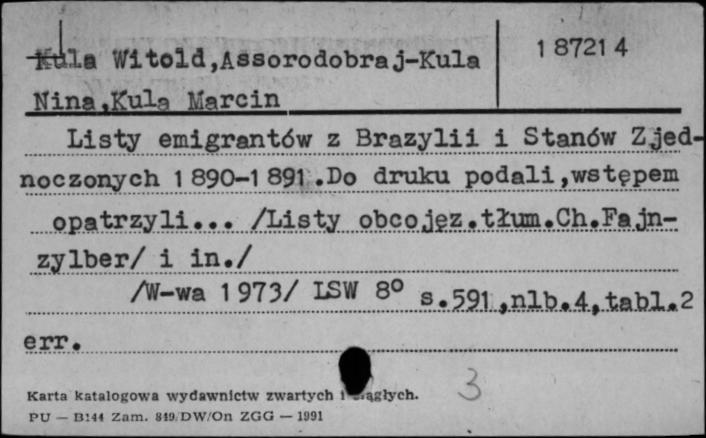 Kula Witold,Assorodobraj-Kula
187214
Nina,Kula Marcin
Listy emigrantów z Brazylii i Stanów Zjed-
noczonych 1890-1891.Do druku podali,wstępem
opatrzyli... /Listy obcojęz.tłum.Ch.Fajn-
zylber/ i in./
/W-wa 1973/ LSW 8° s.591,nlb.4,tabl.2
err.
3
Karta katalogowa wydawnictw zwartych i ciągłych.
PU — B144 Zam. 849/DW/On ZGG — 1991